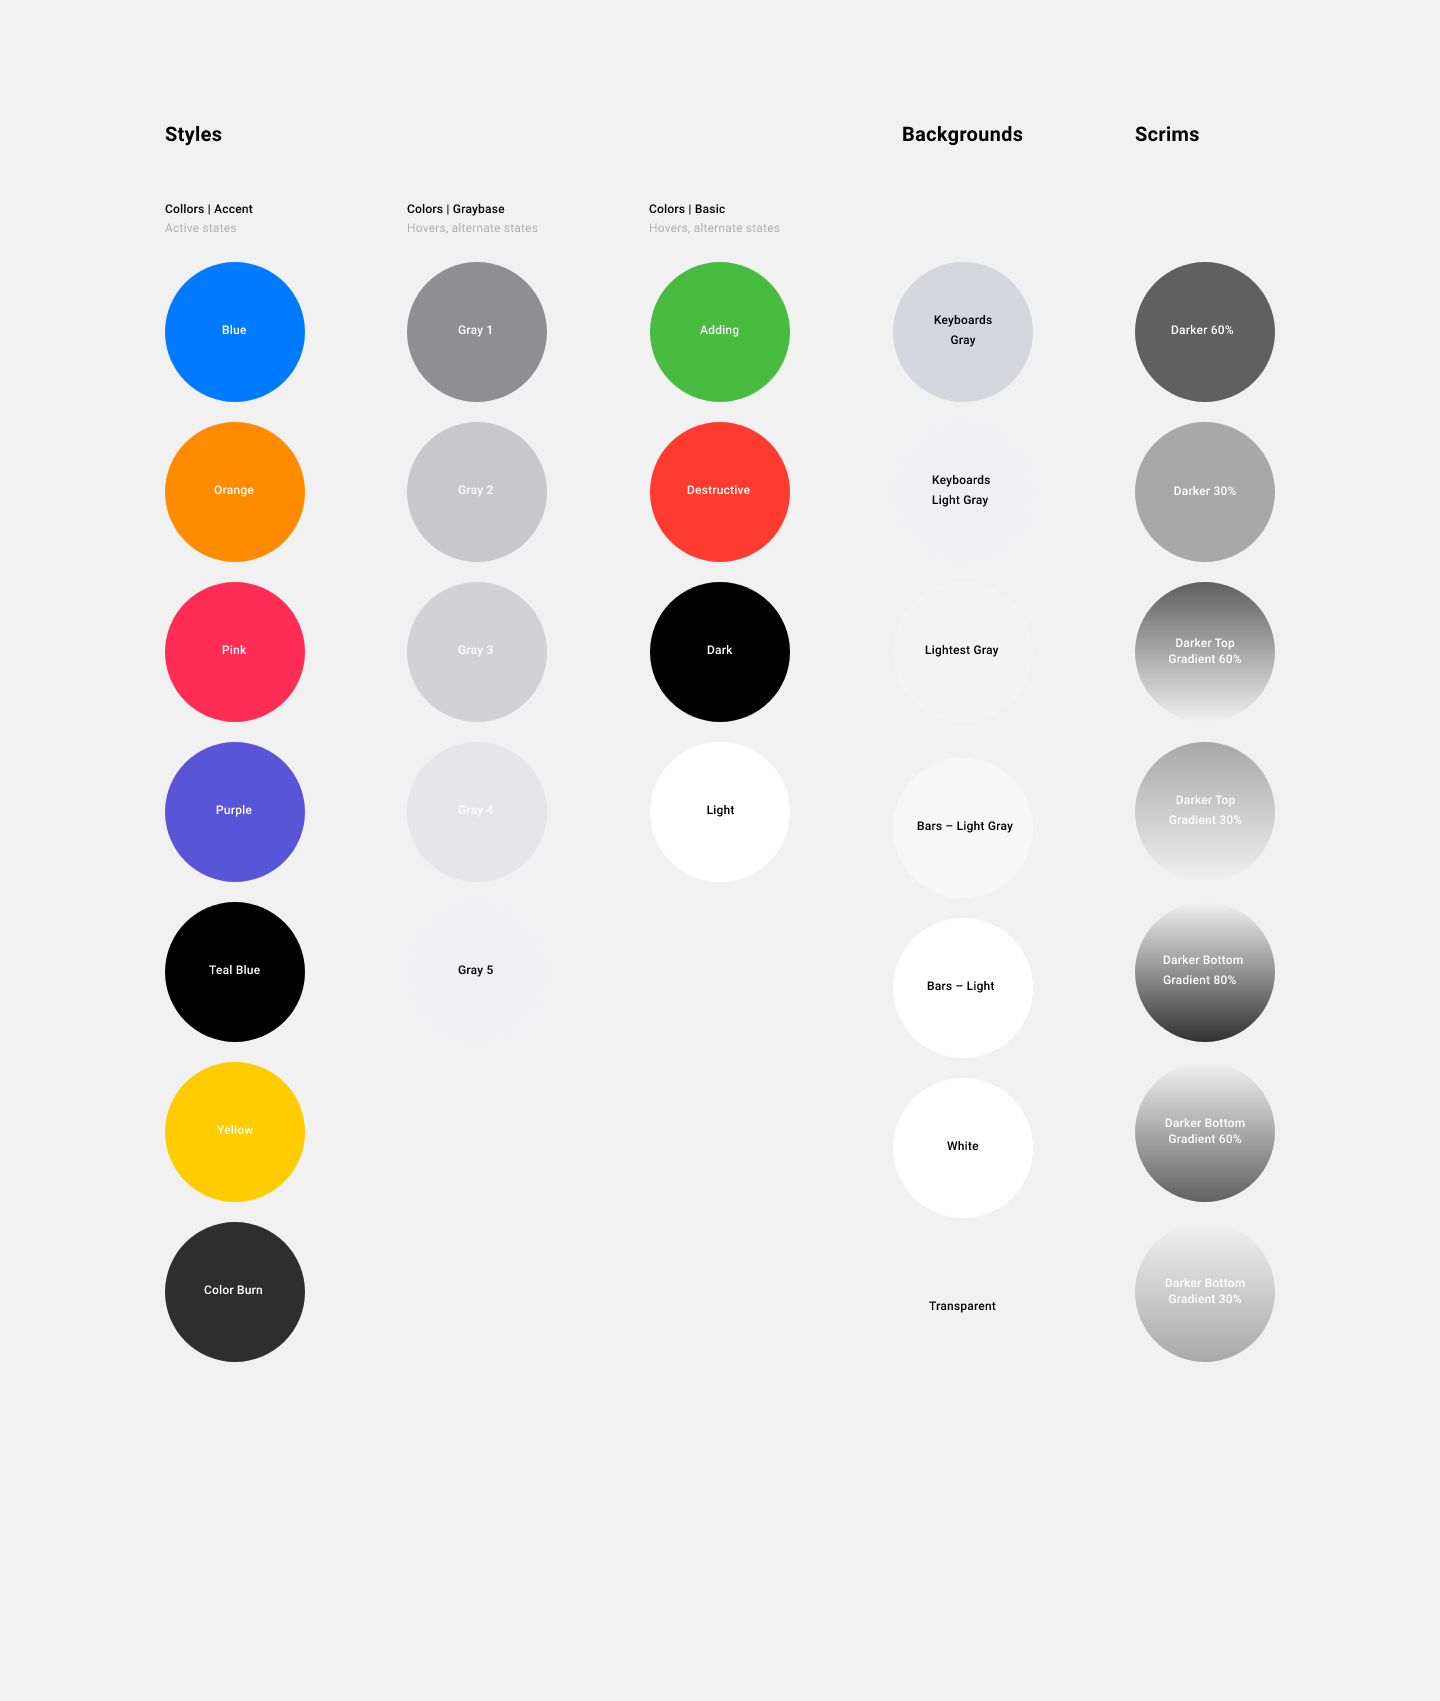 Styles
Backgrounds
Scrims
Collors | Accent
Active states
Colors | Graybase
Hovers, alternate states
Colors | Basic
Hovers, alternate states
Blue
Orange
Pink
Purple
Teal Blue
Yellow
Color Burn
Gray 1
Gray 2
Gray 3
Gray 4
Gray 5
Adding
Destructive
Dark
Light
Keyboards
Gray
Keyboards
Light Gray
Lightest Gray
Bars – Light Gray
Bars – Light
White
Transparent
Darker 60%
Darker 30%
Darker Top
Gradient 60%
Darker Top
Gradient 30%
Darker Bottom
Gradient 80%
Darker Bottom
Gradient 60%
Darker Bottom
Gradient 30%